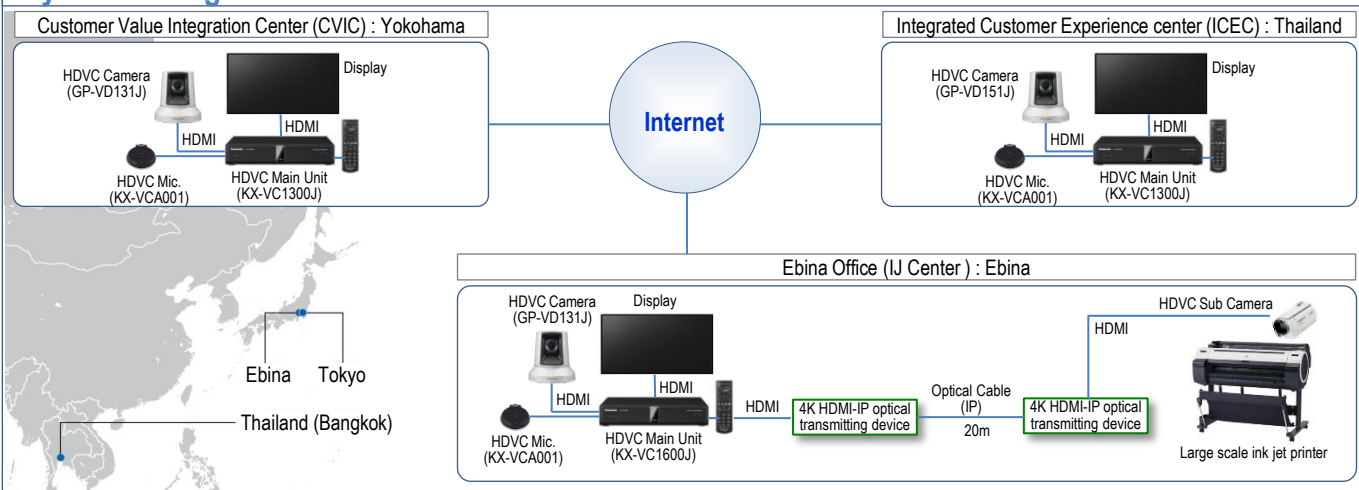 Customer Value Integration Center (CVIC) : Yokohama
HDVC Camera
(GP-VD131J)
Display
HDMI
HDMI
HDVC Mic.
(KX-VCA001)
HDVC Main Unit
(KX-VC1300J)
Internet
Integrated Customer Experience center (ICEC) : Thailand
HDVC Camera
(GP-VD151J)
Display
HDMI
HDMI
HDVC Mic.
(KX-VCA001)
HDVC Main Unit
(KX-VC1300J)
Ebina Tokyo
Thailand (Bangkok)
Ebina Office (IJ Center ) : Ebina
HDVC Camera
(GP-VD131J)
Display
HDMI
HDMI
HDVC Mic.
(KX-VCA001)
HDVC Main Unit
(KX-VC1600J)
HDMI
4K HDMI-IP optical
transmitting device
Optical Cable
(IP)
20m
4K HDMI-IP optical
transmitting device
HDMI
HDVC Sub Camera
Large scale ink jet printer